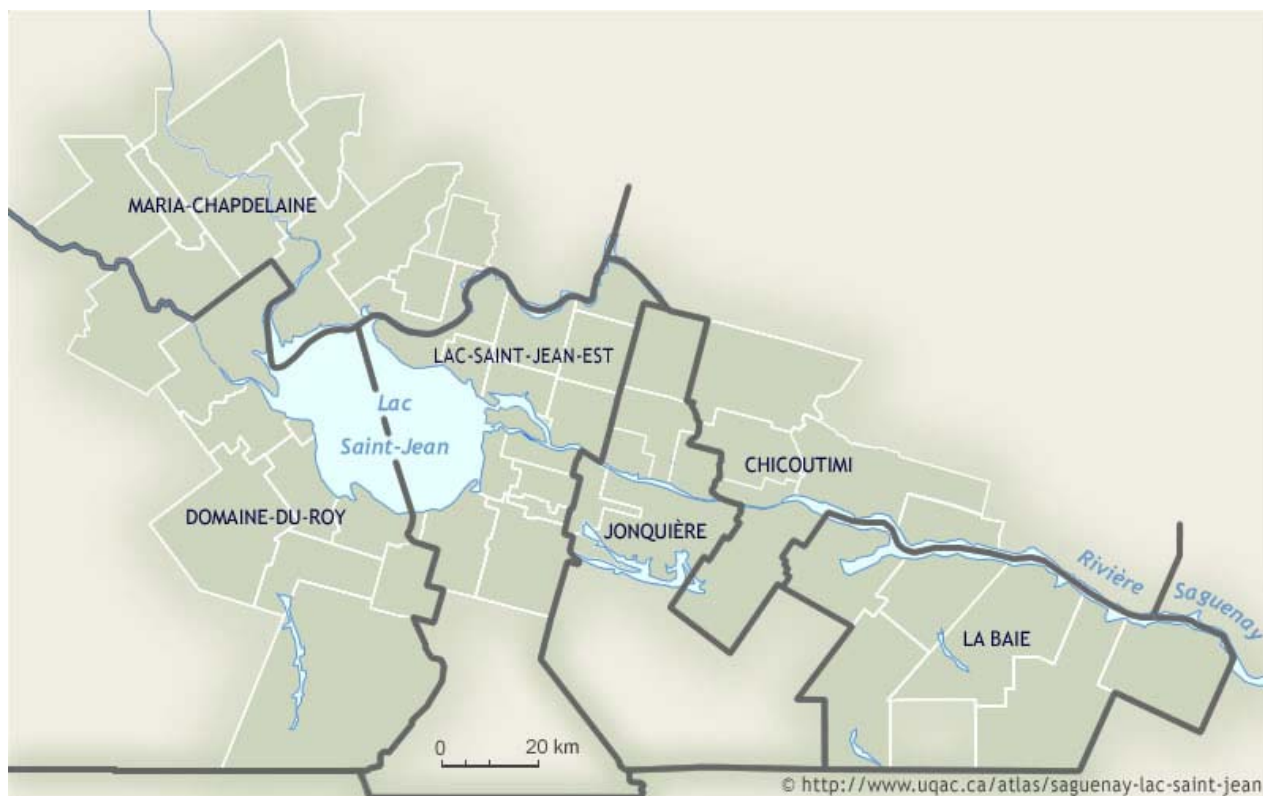 MARIA-CHAPDELAINE
LAC-SAINT-JEAN-EST
Lac
Saint-Jean
CHICOUTIMI
DOMAINE-DU-ROY
JONQUIÈRE
Rivière
Saguenay
LA BAIE
0 20 km
© http://www.uqac.ca/atlas/saguenay-lac-saint-jean